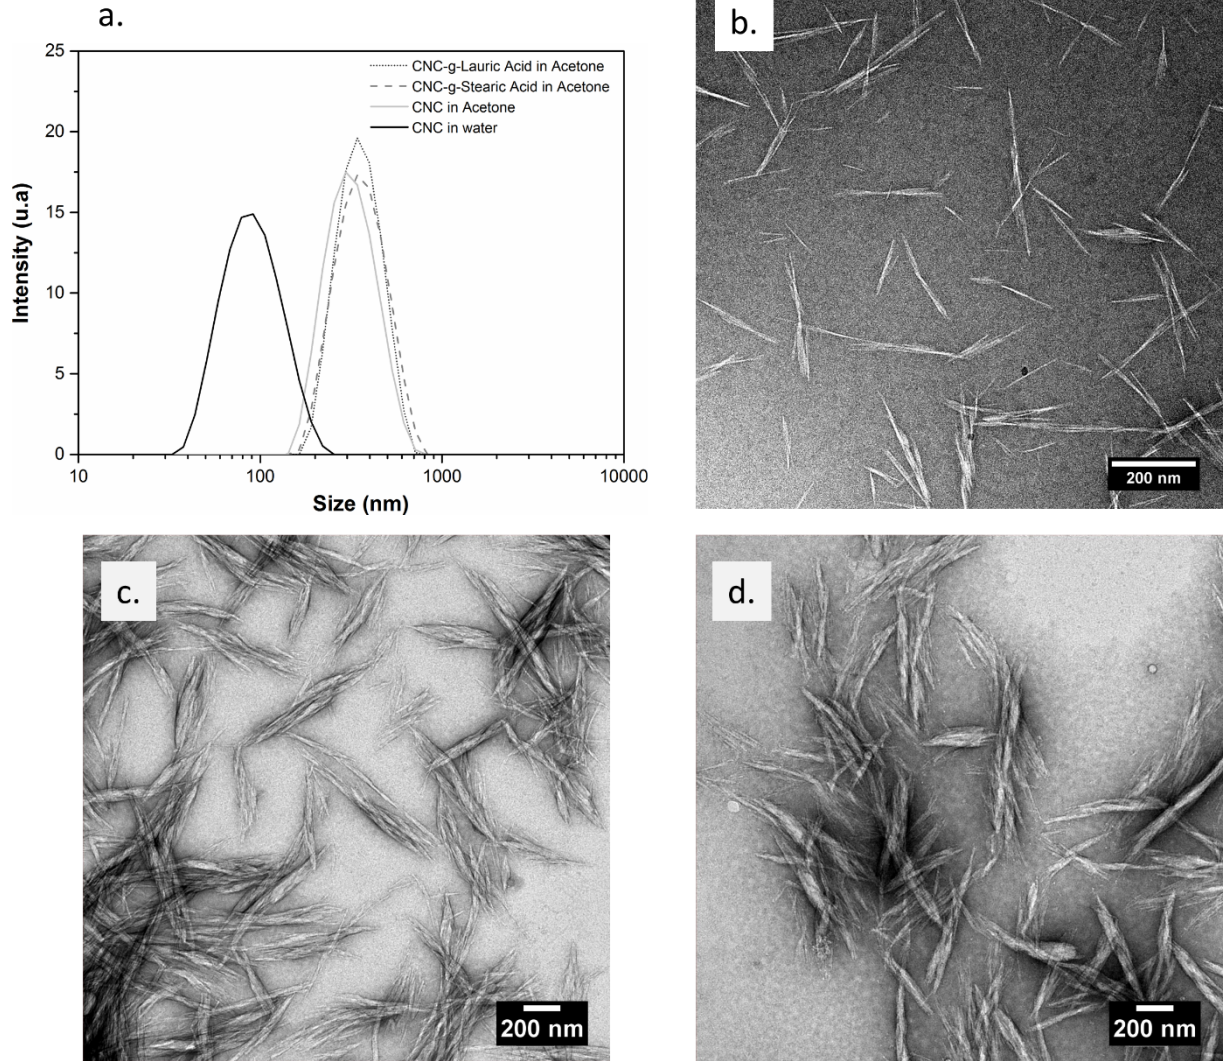 a.
25
20
15
10
5
0
Intensity (u.a)
CNC-g-Lauric Acid in Acetone
CNC-g-Stearic Acid in Acetone
CNC in Acetone
CNC in water
10
100
1000
10000
Size (nm)
b.
200 nm
c.
200 nm
d.
200 nm